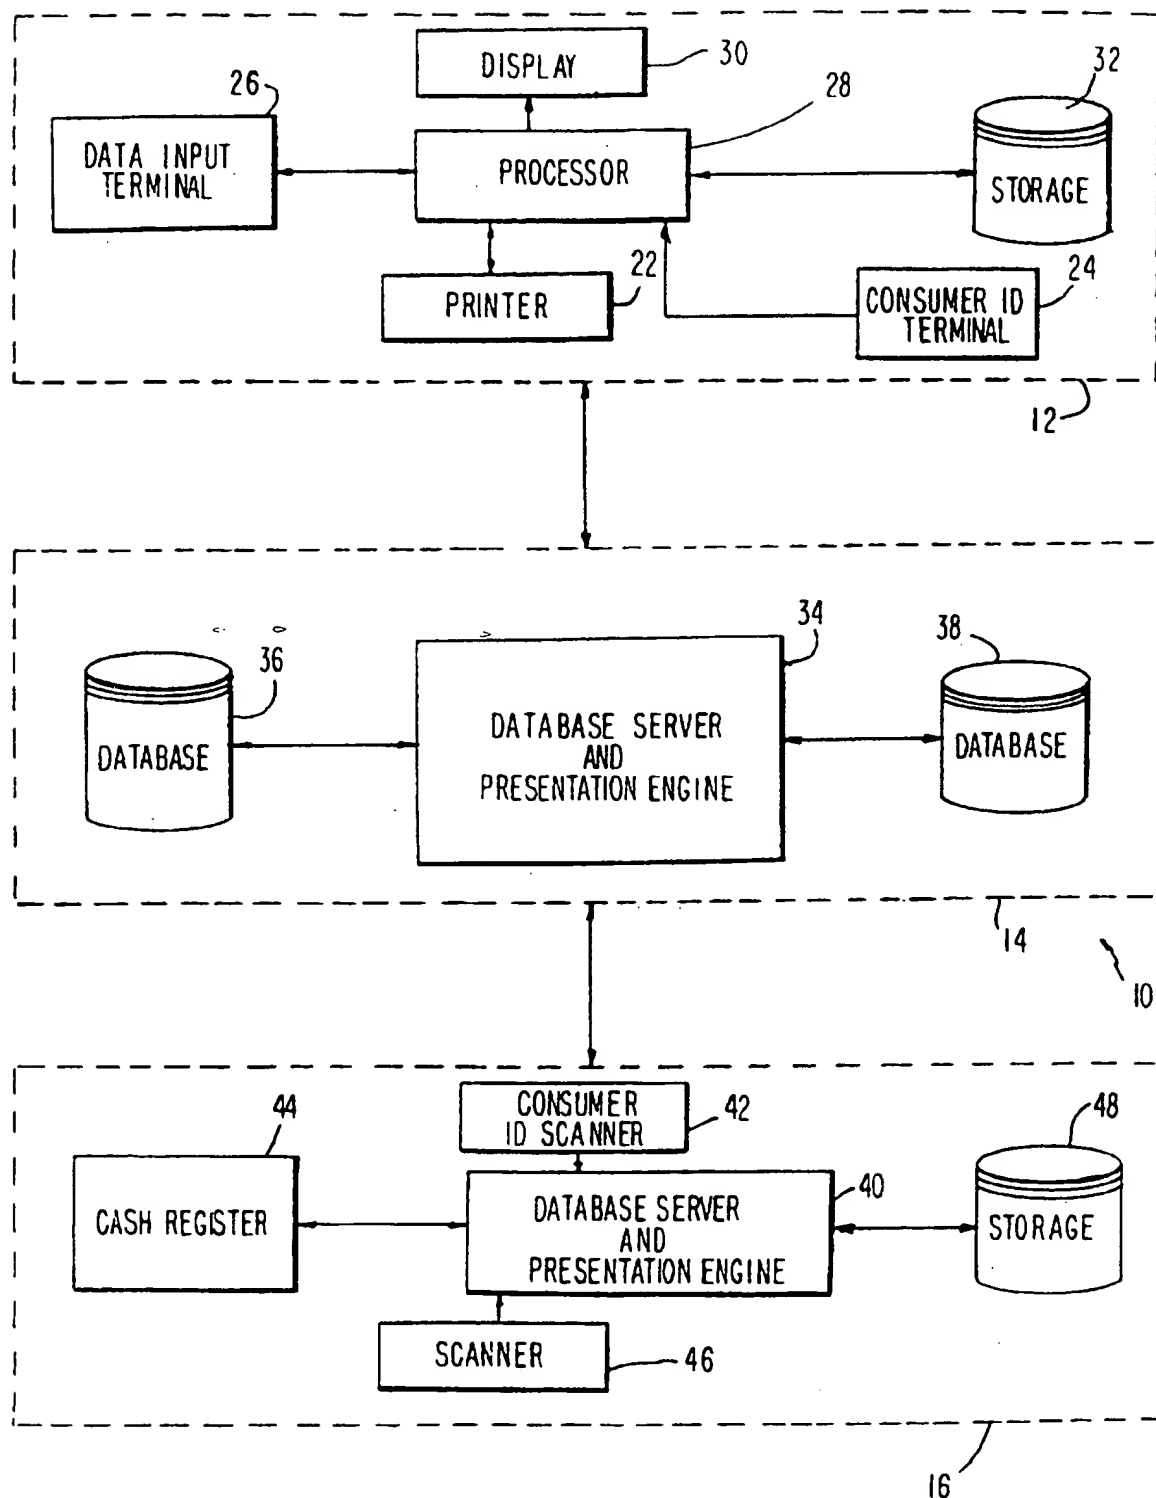 DISPLAY
30
26
28
32
DATA INPUT
TERMINAL
PROCESSOR
STORAGE
22
24
PRINTER
CONSUMER ID
TERMINAL
12
34
38
36
DATABASE
DATABASE SERVER
AND
PRESENTATION ENGINE
DATABASE
14
10
44
CONSUMER
ID SCANNER
42
48
40
CASH REGISTER
DATABASE SERVER
AND
PRESENTATION ENGINE
STORAGE
SCANNER
46
16